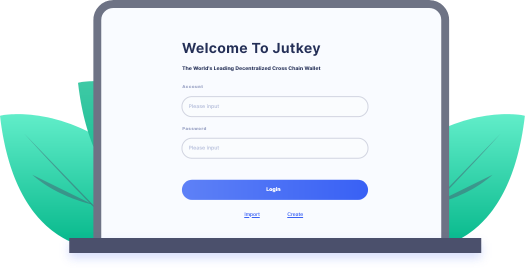 Welcome To Jutkey
The World's Leading Decentralized Cross Chain Wallet
Account
Please input
Password
Please input
Login
Import Create